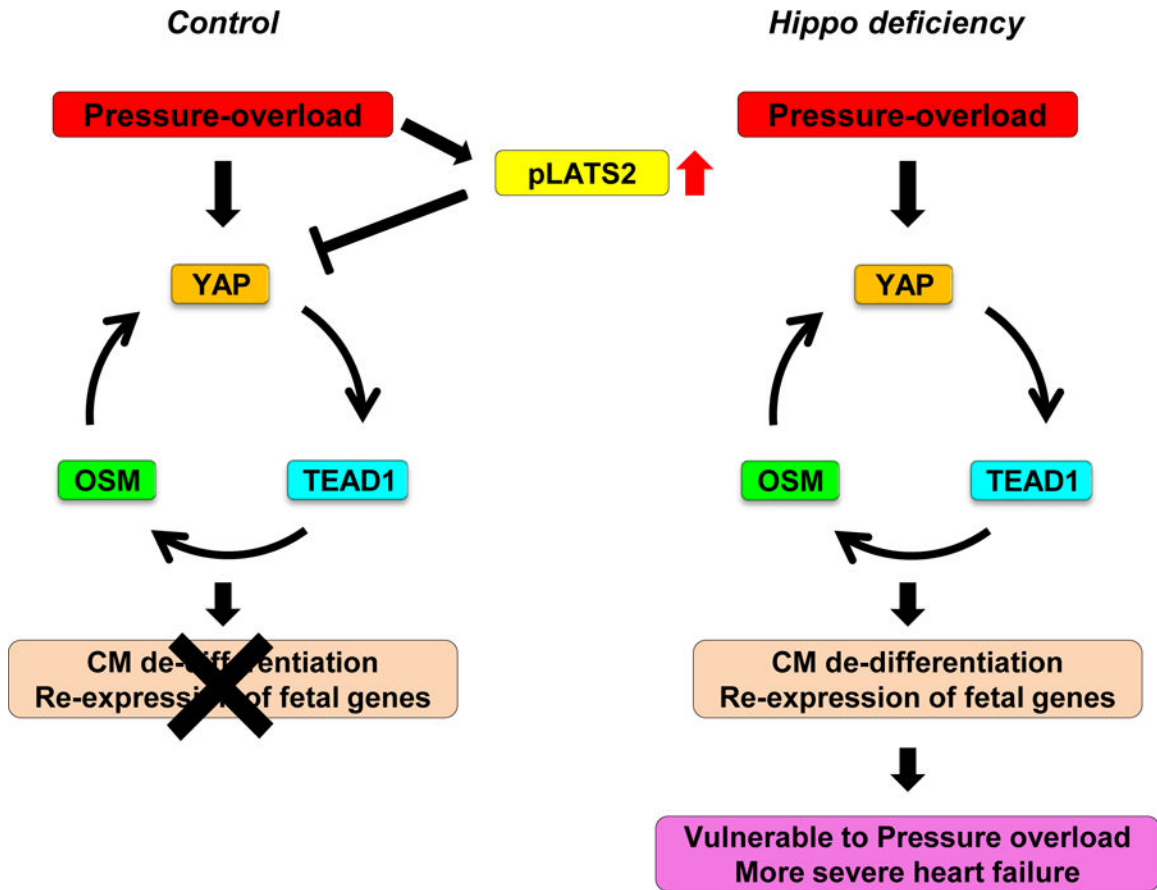 Control
Pressure-overload
pLATS2
YAP
OSM
TEAD1
CM de-differentiation
Re-expression of fetal genes
Hippo deficiency
Pressure-overload
YAP
OSM
TEAD1
CM de-differentiation
Re-expression of fetal genes
Vulnerable to Pressure overload
More severe heart failure